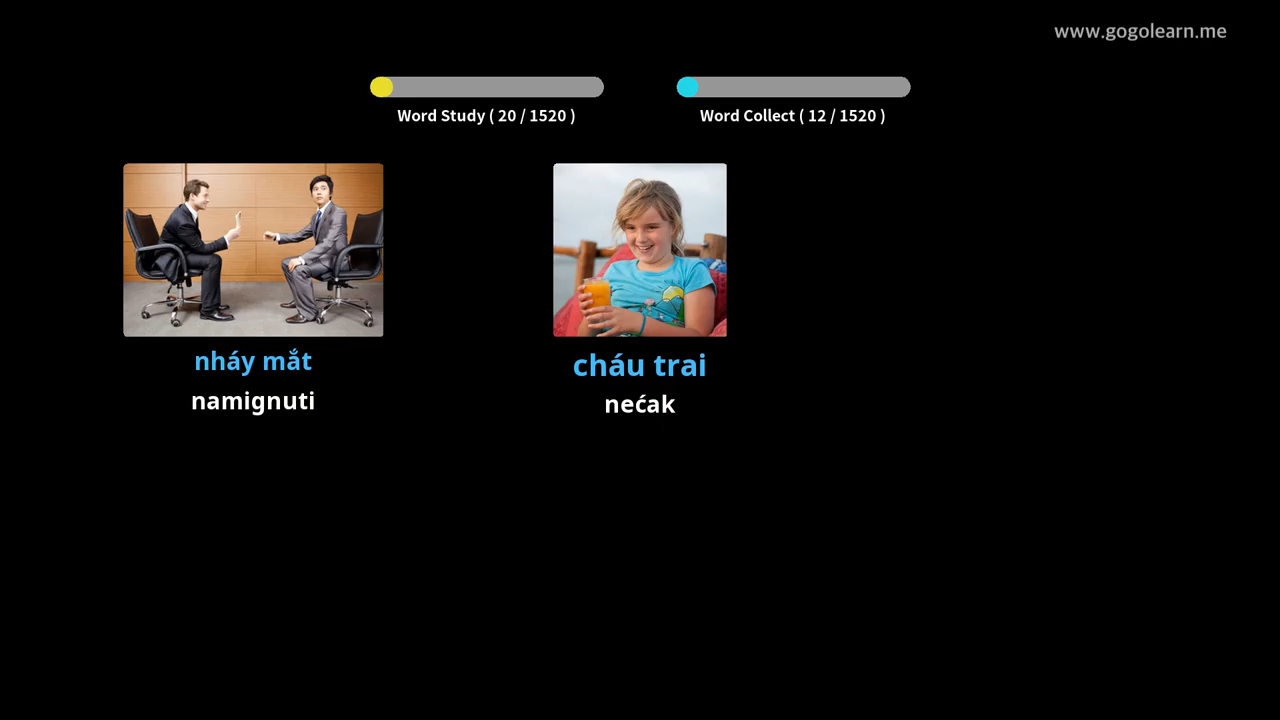 www.gogolearn.me
Word Study ( 20 / 1520 )
Word Collect ( 12 / 1520 )
nháy mắt
namignuti
cháu trai
nećak